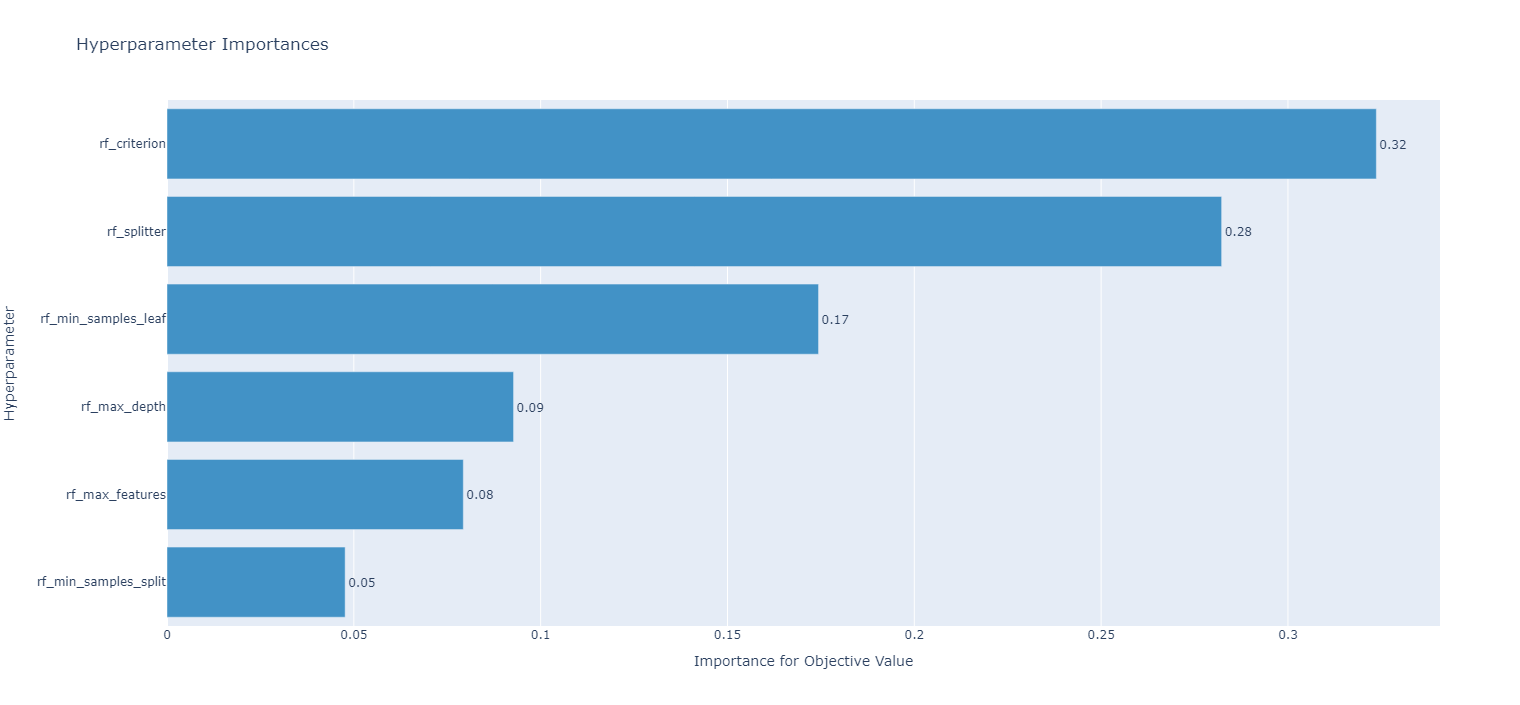 Hyperparameter Importances
Hyperparameter
rf_criterion
0.32
rf_splitter
0.28
rf_min_samples_leaf
0.17
rf_max_depth
0.09
rf_max_features
0.08
rf_min_samples_split
0.05
0 0.05 0.1 0.15 0.2 0.25 0.3
Importance for Objective Value